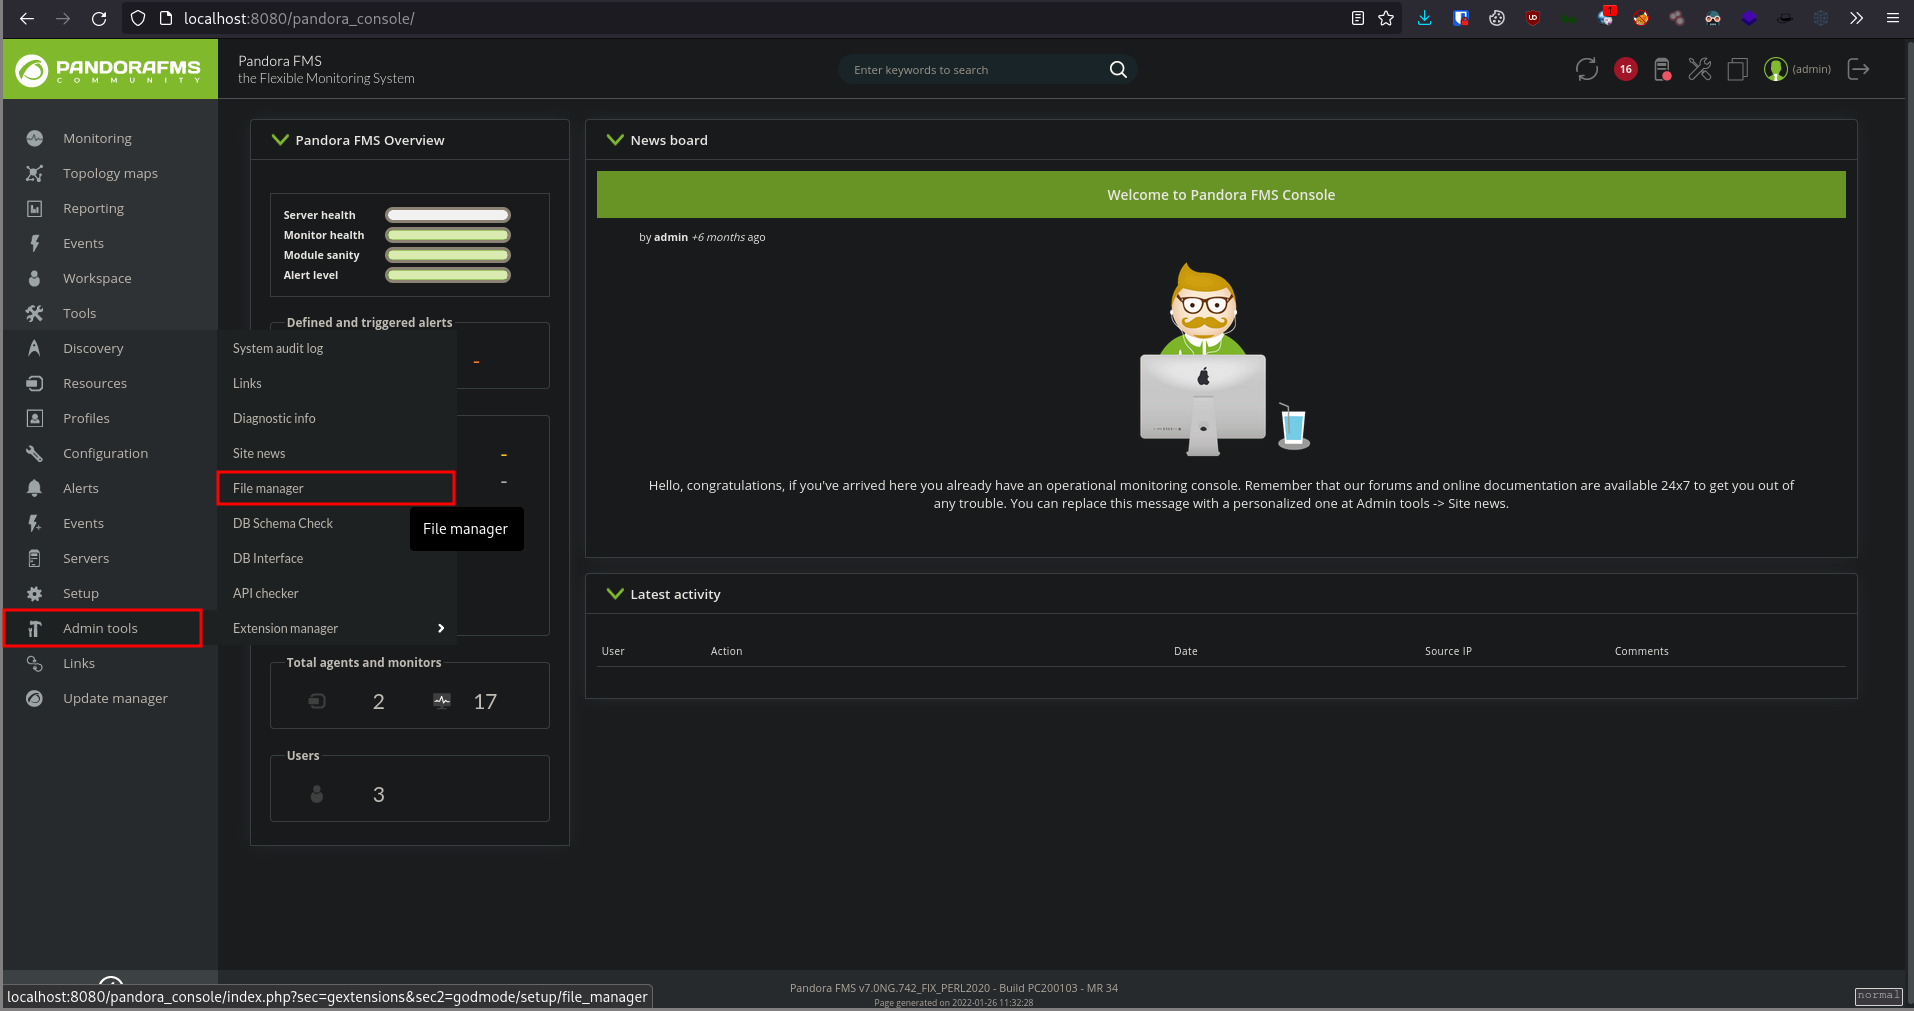 localhost:8080/pandora_console/
1
PANDORAFMS
COMMUNITY
Pandora FMS
the Flexible Monitoring System
Enter keywords to search
16
(admin)
Monitoring
Topology maps
Reporting
Events
Workspace
Tools
Discovery
Resources
Profiles
Configuration
Alerts
Events
Servers
Setup
Admin tools
Links
Update manager
System audit log
Links
Diagnostic info
Site news
File manager
DB Schema Check
DB Interface
API checker
Extension manager
File manager
Pandora FMS Overview
Server health
Monitor health
Module sanity
Alert level
Defined and triggered alerts
-
-
-
Total agents and monitors
2 17
Users
3
News board
Welcome to Pandora FMS Console
by admin +6 months ago
Hello, congratulations, if you've arrived here you already have an operational monitoring console. Remember that our forums and online documentation are available 24x7 to get you out of
any trouble. You can replace this message with a personalized one at Admin tools -> Site news.
Latest activity
User Action Date Source IP Comments
Pandora FMS v7.0NG.742_FIX_PERL2020 - Build PC200103 - MR 34
Page generated on 2022-01-26 11:32:28
localhost:8080/pandora_console/index.php?sec=gextensions&sec2=godmode/setup/file_manager
normal